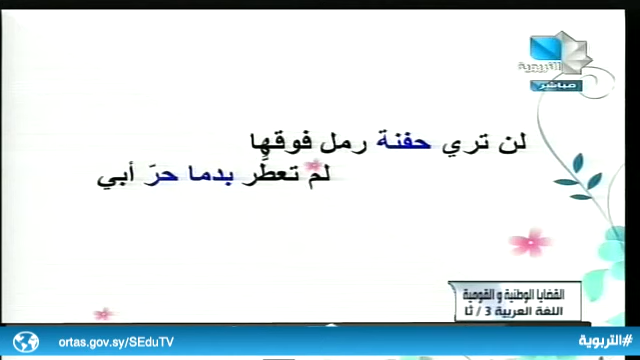 التربوية
مباشر
لن تري حفنة رمل فوقها
لم تعطّر بدما حرّ أبي
القضايا الوطنية و القومية
اللغة العربية / 3 ثا
ortas.gov.sy/SEduTV
#التربوية